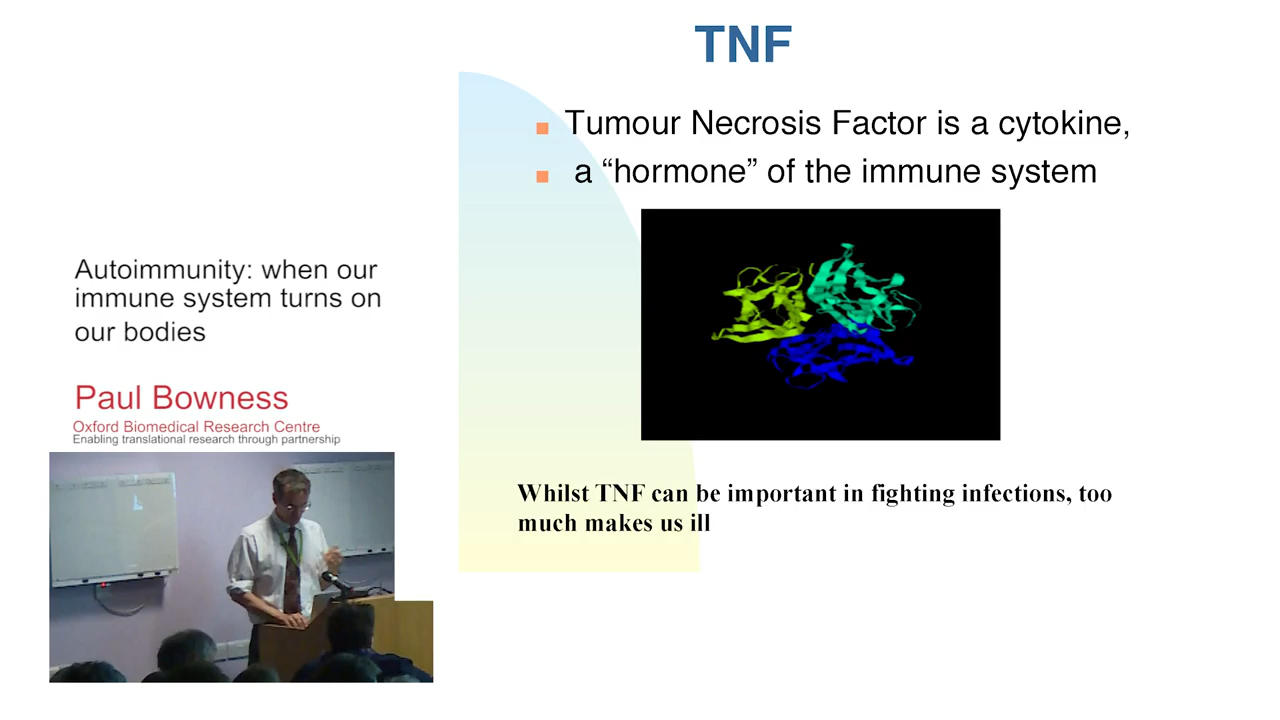 TNF
Tumour Necrosis Factor is a cytokine,
a “hormone” of the immune system
Whilst TNF can be important in fighting infections, too
much makes us ill
Autoimmunity: when our
immune system turns on
our bodies
Paul Bowness
Oxford Biomedical Research Centre
Enabling translational research through partnership